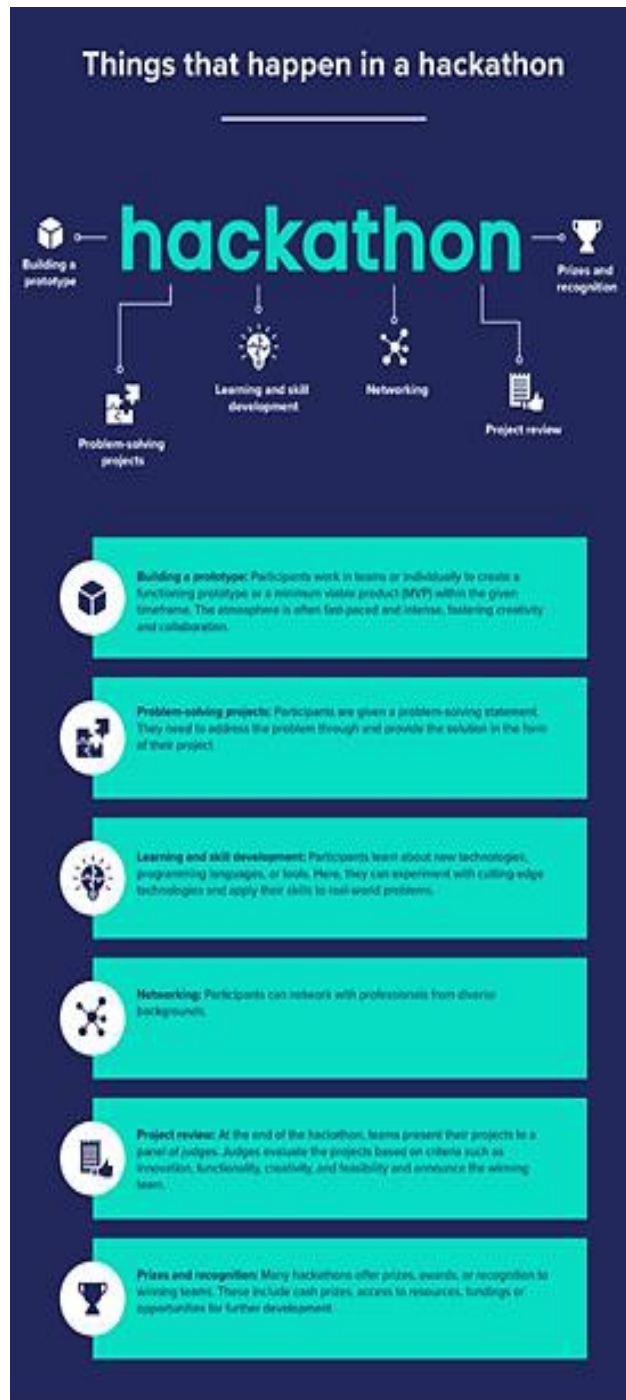 Things that happen in a hackathon
hackathon
Building a
prototype
Prizes and
recognition
Learning and skill
development
Networking
Problem-solving
projects
Project review
Building a prototype: Participants work in teams or individually to create a
functioning prototype or a minimum viable product (MVP) within the given
timeframe. The atmosphere is often fast-paced and intense, fostering creativity
and collaboration.
Problem-solving projects: Participants are given a problem-solving statement.
They need to address the problem through and provide the solution in the form
of their project
Learning and skill development: Participants learn about new technologies,
programming languages, or tools. Here, they can experiment with cutting-edge
technologies and apply their skills to real-world problems.
Networking: Participants can network with professionals from diverse
backgrounds.
Project review: At the end of the hackathon, teams present their projects to a
panel of judges. Judges evaluate the projects based on criteria such as
innovation, functionality, creativity, and feasibility and announce the winning
team.
Prizes and recognition: Many hackathons offer prizes, awards, or recognition to
winning teams. These include cash prizes, access to resources, fundings or
opportunities for further development.